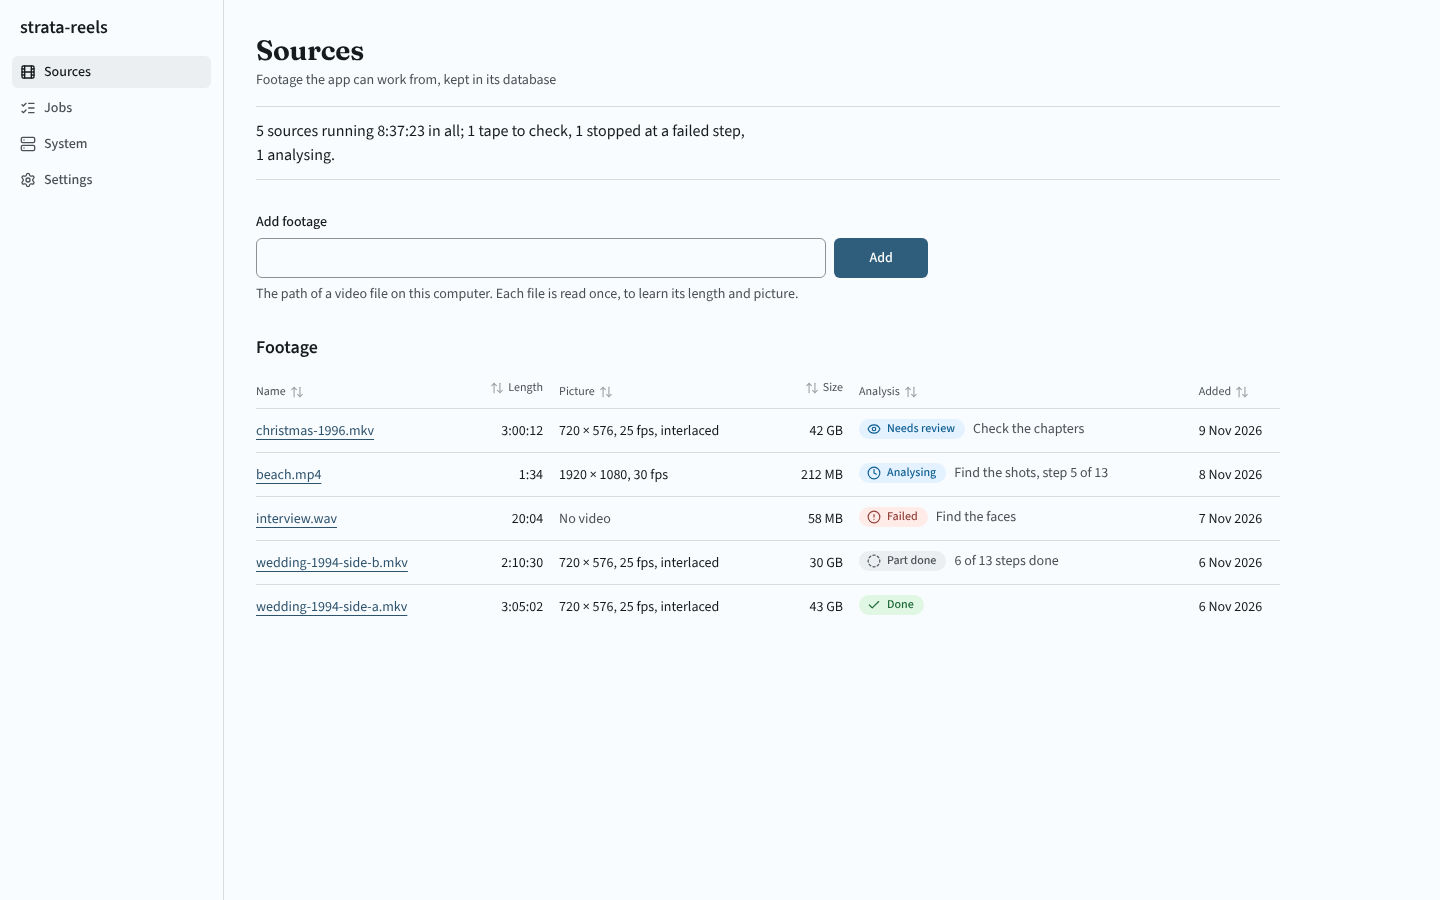 strata-reels
Sources
Jobs
System
Settings
Sources
Footage the app can work from, kept in its database
5 sources running 8:37:23 in all; 1 tape to check, 1 stopped at a failed step,
1 analysing.
Add footage
Add
The path of a video file on this computer. Each file is read once, to learn its length and picture.
Footage
Name Length Picture Size Analysis Added
christmas-1996.mkv 3:00:12 720 × 576, 25 fps, interlaced 42 GB Needs review Check the chapters 9 Nov 2026
beach.mp4 1:34 1920 × 1080, 30 fps 212 MB Analysing Find the shots, step 5 of 13 8 Nov 2026
interview.wav 20:04 No video 58 MB Failed Find the faces 7 Nov 2026
wedding-1994-side-b.mkv 2:10:30 720 × 576, 25 fps, interlaced 30 GB Part done 6 of 13 steps done 6 Nov 2026
wedding-1994-side-a.mkv 3:05:02 720 × 576, 25 fps, interlaced 43 GB Done 6 Nov 2026